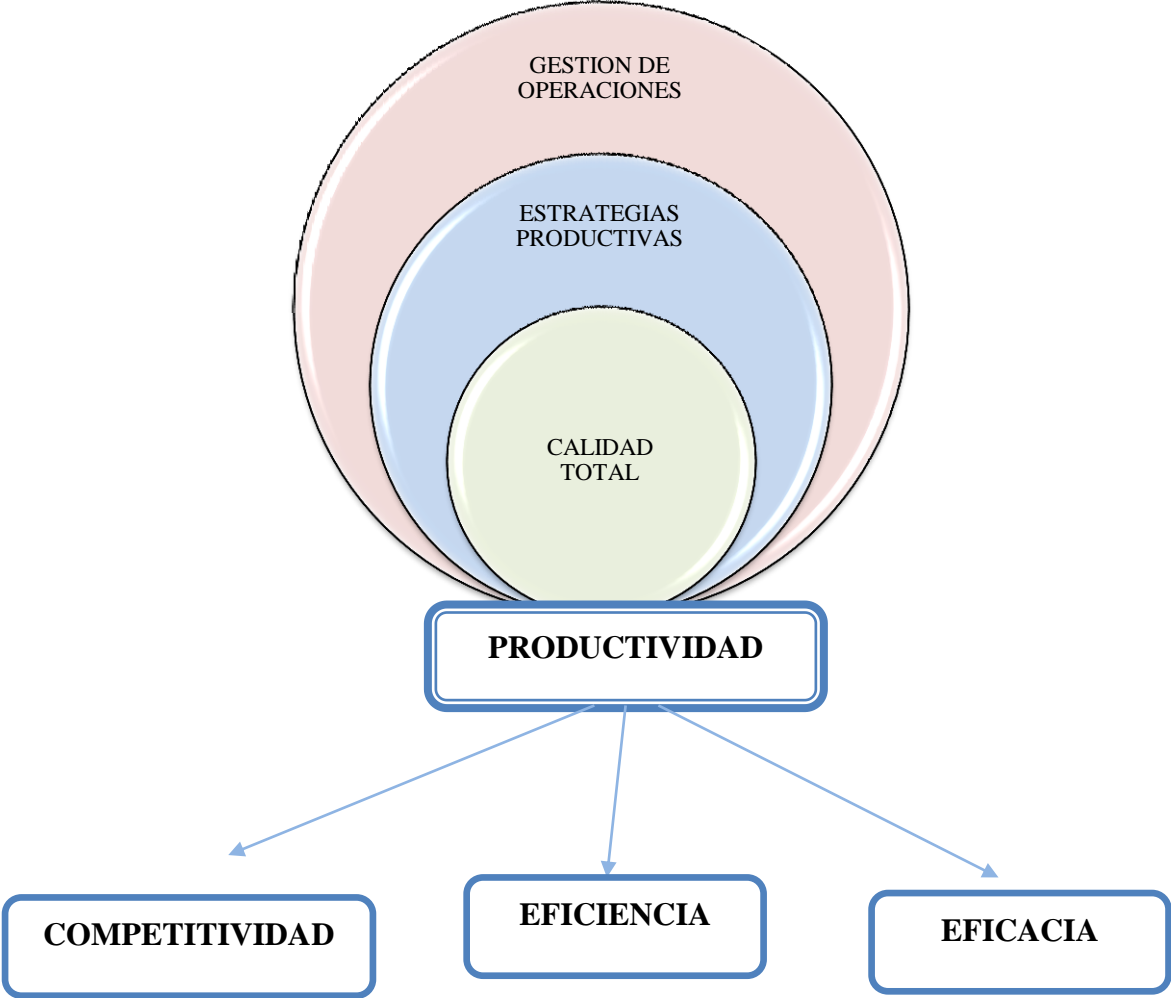 GESTION DE
OPERACIONES
ESTRATEGIAS
PRODUCTIVAS
CALIDAD
TOTAL
PRODUCTIVIDAD
COMPETITIVIDAD
EFICIENCIA
EFICACIA